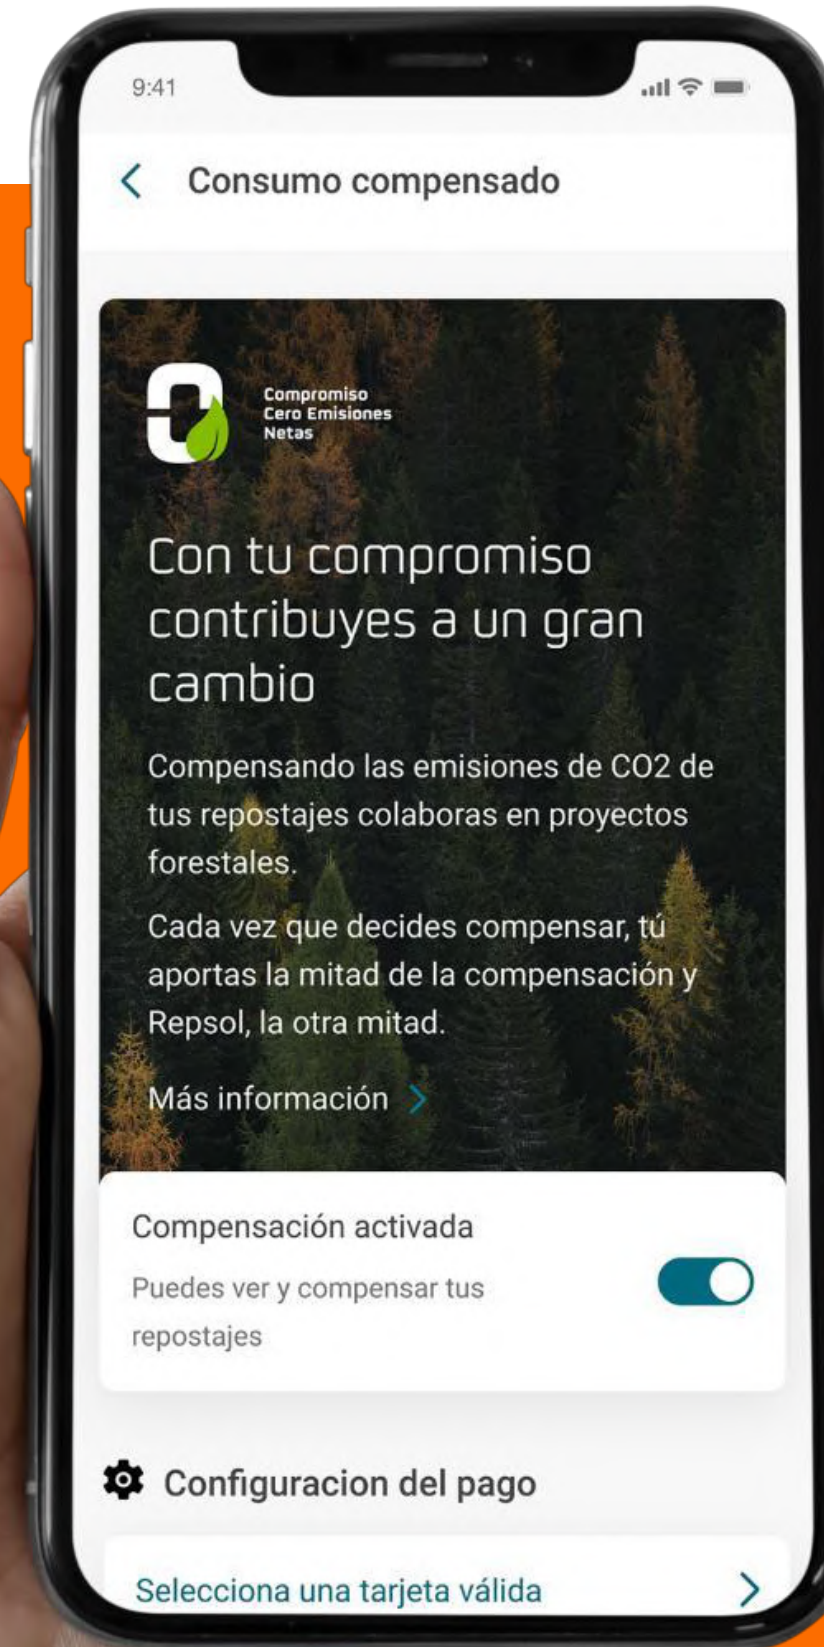 9:41
Consumo compensado
Compromiso
Cero Emisiones
Netas
Con tu compromiso
contribuyes a un gran
cambio
Compensando las emisiones de CO2 de
tus repostajes colaboras en proyectos
forestales.
Cada vez que decides compensar, tú
aportas la mitad de la compensación y
Repsol, la otra mitad.
Más información
Compensación activada
Puedes ver y compensar tus
repostajes
Configuracion del pago
Selecciona una tarjeta válida